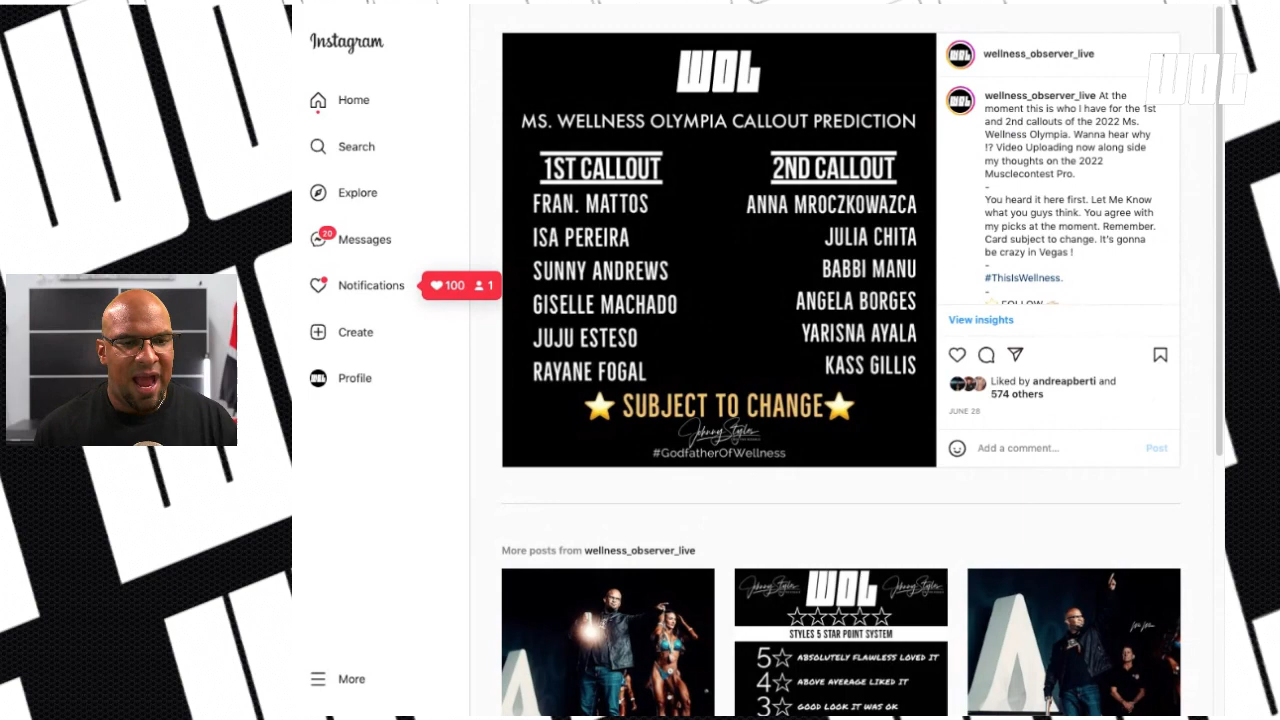 Instagram
Home
Search
Explore
20
Messages
Notifications
100 1
Create
Profile
More
WOL
MS. WELLNESS OLYMPIA CALLOUT PREDICTION
1ST CALLOUT
FRAN. MATTOS
ISA PEREIRA
SUNNY ANDREWS
GISELLE MACHADO
JUJU ESTESO
RAYANE FOGAL
2ND CALLOUT
ANNA MROCZKOWAZCA
JULIA CHITA
BABBI MANU
ANGELA BORGES
YARISNA AYALA
KASS GILLIS
SUBJECT TO CHANGE
Johnny Styles
#GodfatherOfWellness
wellness_observer_live
WOL
wellness_observer_live At the
moment this is who I have for the 1st
and 2nd callouts of the 2022 Ms.
Wellness Olympia. Wanna hear why
!? Video Uploading now along side
my thoughts on the 2022
Musclecontest Pro.
-
You heard it here first. Let Me Know
what you guys think. You agree with
my picks at the moment. Remember.
Card subject to change. It's gonna
be crazy in Vegas !
-
#ThisIsWellness.
-
FOLLOW
View insights
Liked by andreapberti and
574 others
JUNE 28
Add a comment... Post
More posts from wellness_observer_live
Johnny Styles WOL Johnny Styles
STYLES 5 STAR POINT SYSTEM
5 ABSOLUTELY FLAWLESS LOVED IT
4 ABOVE AVERAGE LIKED IT
3 GOOD LOOK IT WAS OK